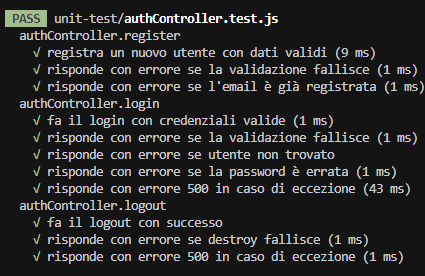 PASS unit-test/authController.test.js
authController.register
√ registra un nuovo utente con dati validi (9 ms)
√ risponde con errore se la validazione fallisce (1 ms)
√ risponde con errore se l'email è già registrata (1 ms)
authController.login
√ fa il login con credenziali valide (1 ms)
√ risponde con errore se la validazione fallisce (1 ms)
√ risponde con errore se utente non trovato
√ risponde con errore se la password è errata (1 ms)
√ risponde con errore 500 in caso di eccezione (43 ms)
authController.logout
√ fa il logout con successo
√ risponde con errore se destroy fallisce (1 ms)
√ risponde con errore 500 in caso di eccezione (1 ms)